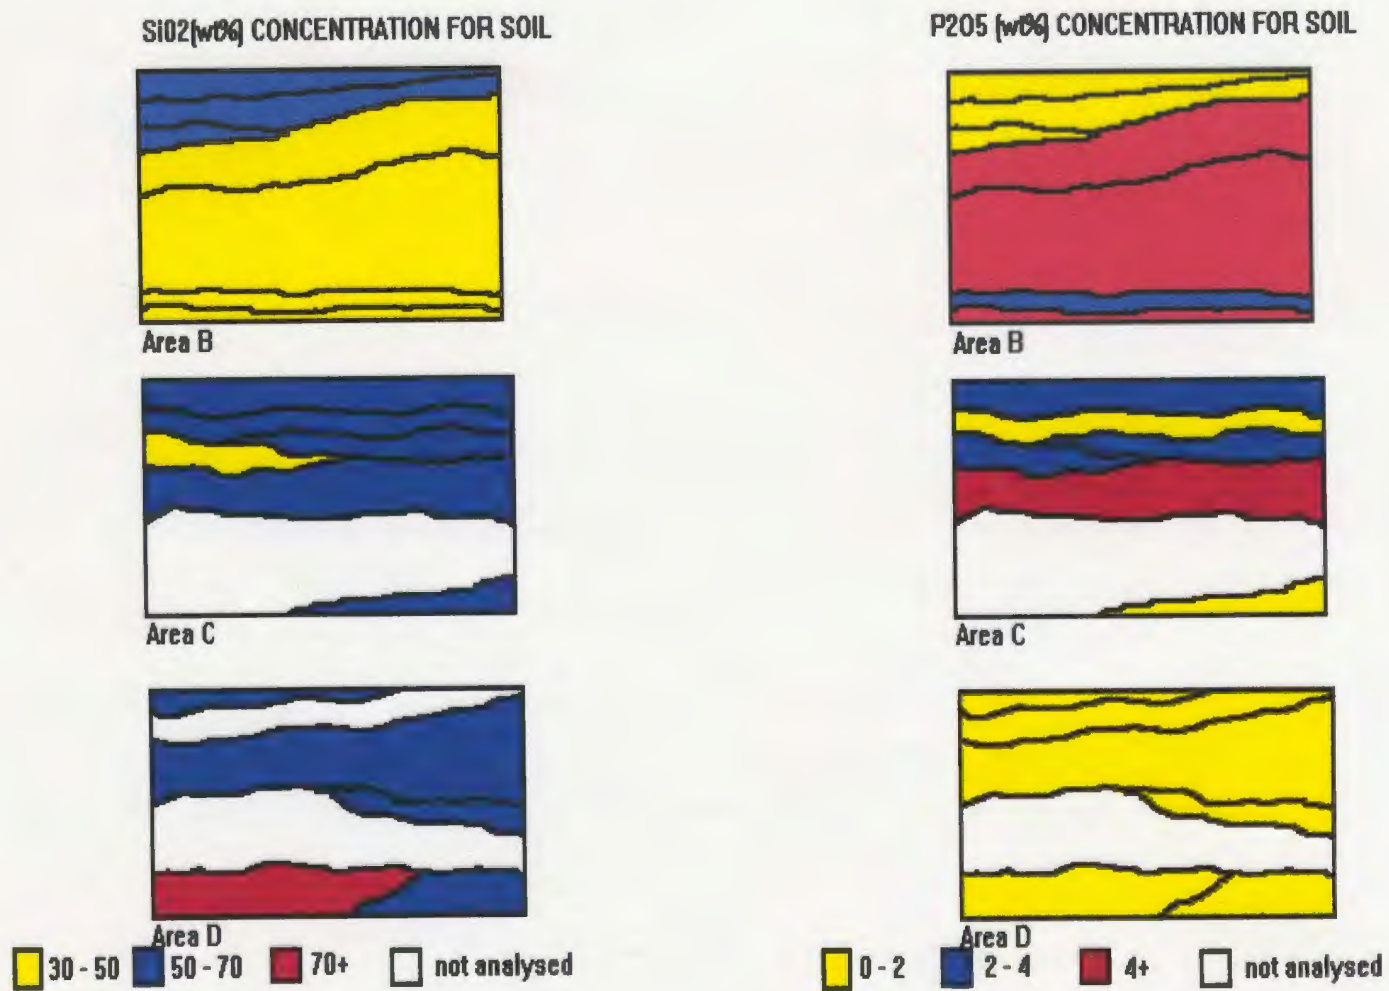 SiO2(wt%) CONCENTRATION FOR SOIL
P2O5 (wt%) CONCENTRATION FOR SOIL
Area B
Area B
Area C
Area C
Area D
Area D
30 - 50
50 - 70
70+
not analysed
0 - 2
2 - 4
4+
not analysed